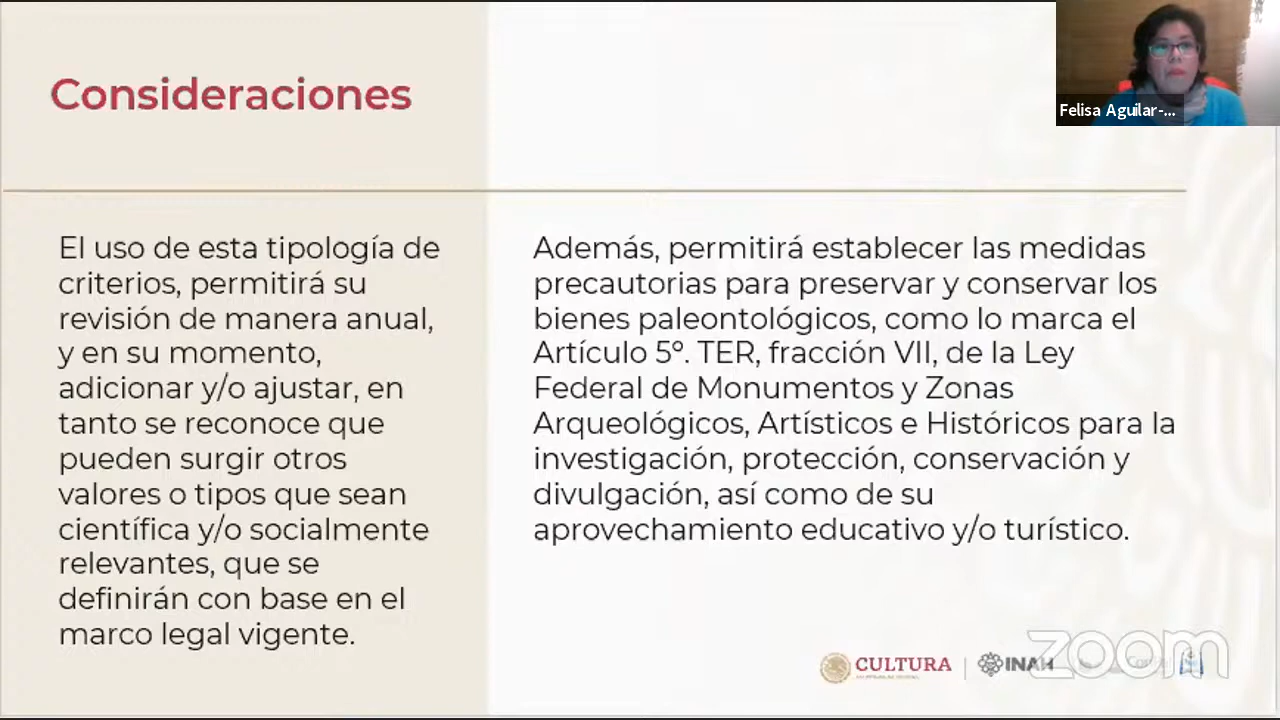 Consideraciones
Felisa Aguilar-...
El uso de esta tipología de
criterios, permitirá su
revisión de manera anual,
y en su momento,
adicionar y/o ajustar, en
tanto se reconoce que
pueden surgir otros
valores o tipos que sean
científica y/o socialmente
relevantes, que se
definirán con base en el
marco legal vigente.
Además, permitirá establecer las medidas
precautorias para preservar y conservar los
bienes paleontológicos, como lo marca el
Artículo 5º. TER, fracción VII, de la Ley
Federal de Monumentos y Zonas
Arqueológicos, Artísticos e Históricos para la
investigación, protección, conservación y
divulgación, así como de su
aprovechamiento educativo y/o turístico.
CULTURA
INAH
zoom